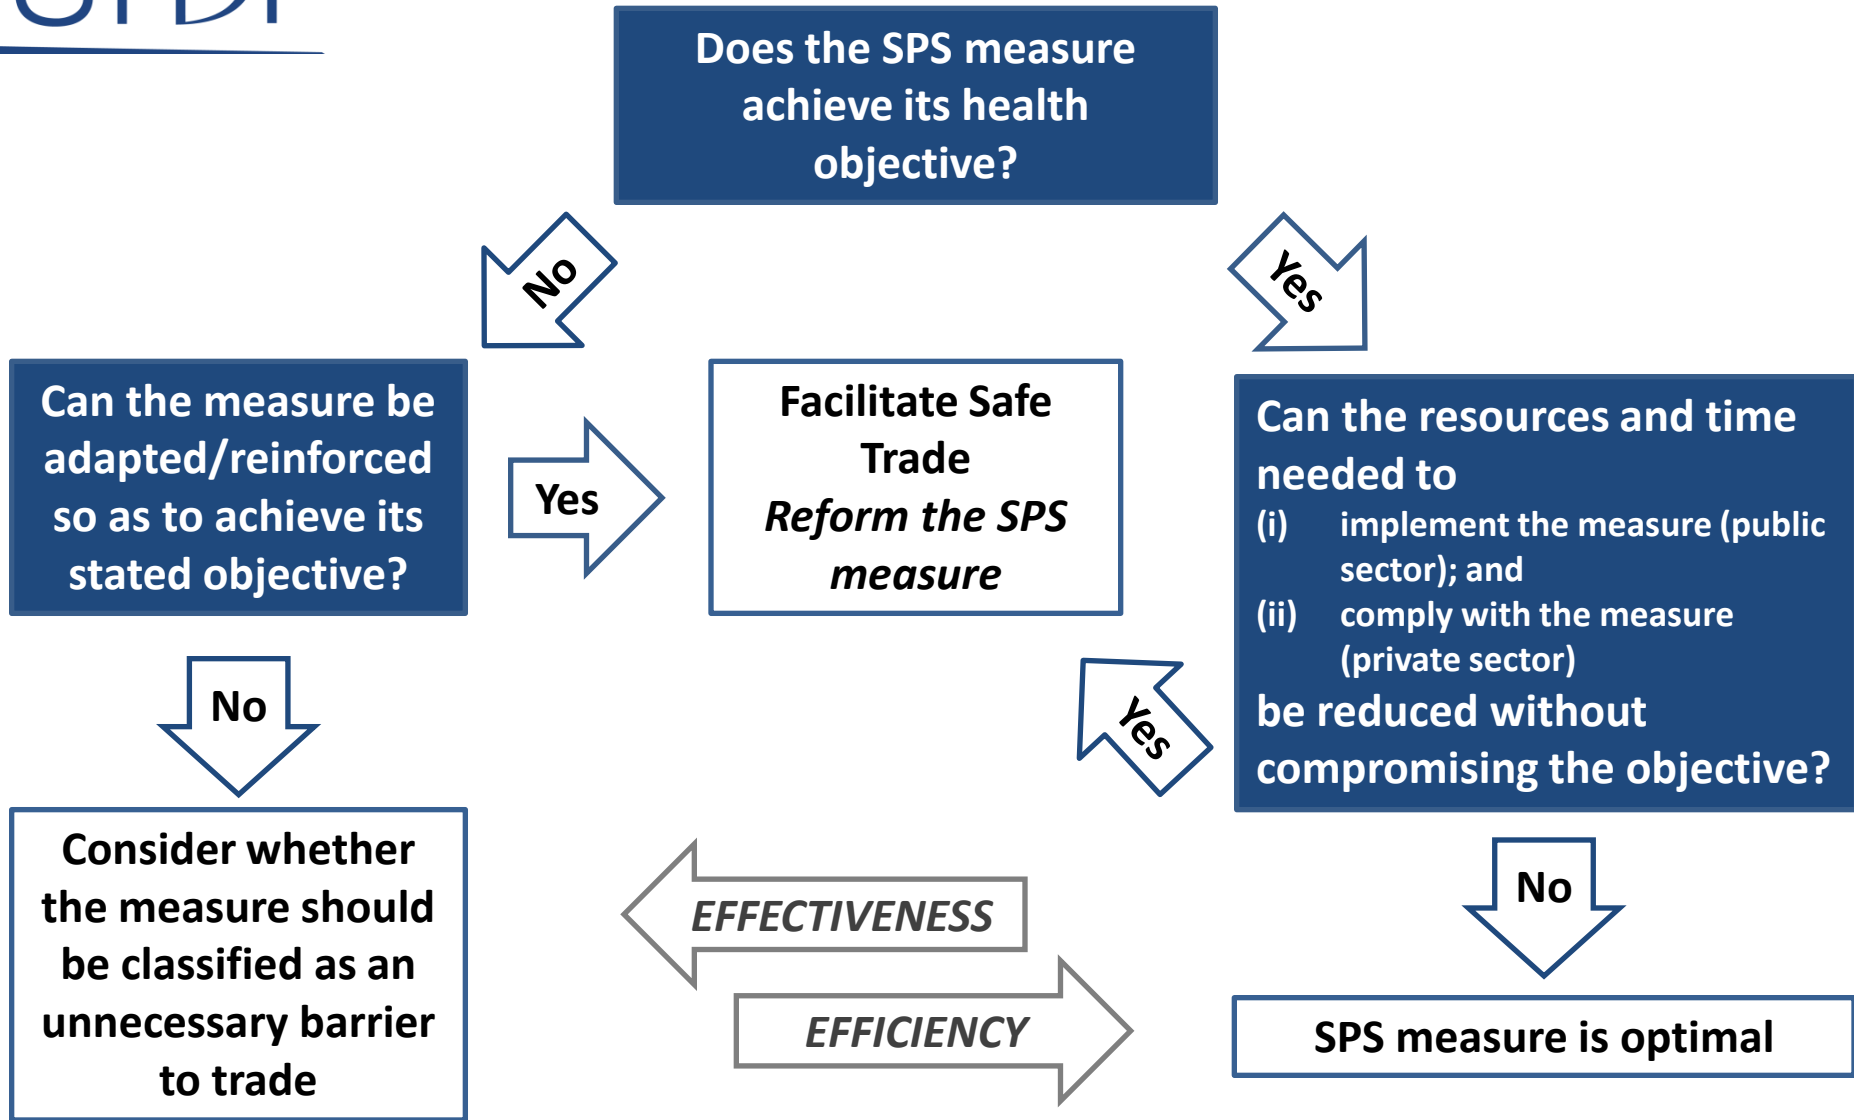 Does the SPS measure
achieve its health
objective?
No
Yes
Can the measure be
adapted/reinforced
so as to achieve its
stated objective?
Yes
Facilitate Safe
Trade
Reform the SPS
measure
Can the resources and time
needed to
(i) implement the measure (public
sector); and
(ii) comply with the measure
(private sector)
be reduced without
compromising the objective?
No
Yes
Consider whether
the measure should
be classified as an
unnecessary barrier
to trade
EFFECTIVENESS
EFFICIENCY
No
SPS measure is optimal